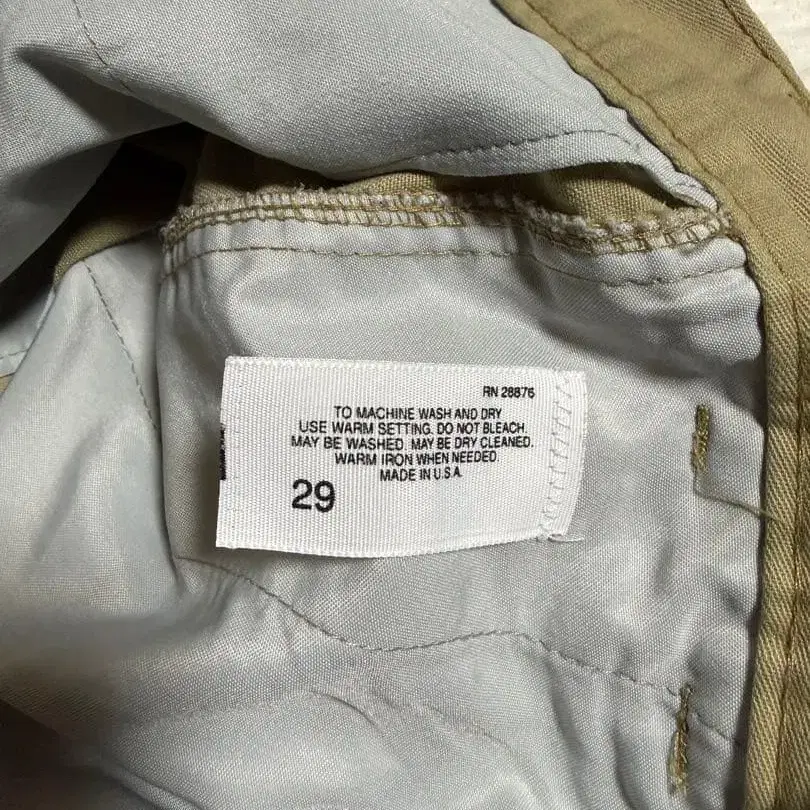 RN 28876
TO MACHINE WASH AND DRY
USE WARM SETTING. DO NOT BLEACH.
MAY BE WASHED. MAY BE DRY CLEANED.
WARM IRON WHEN NEEDED.
MADE IN U.S.A.
29